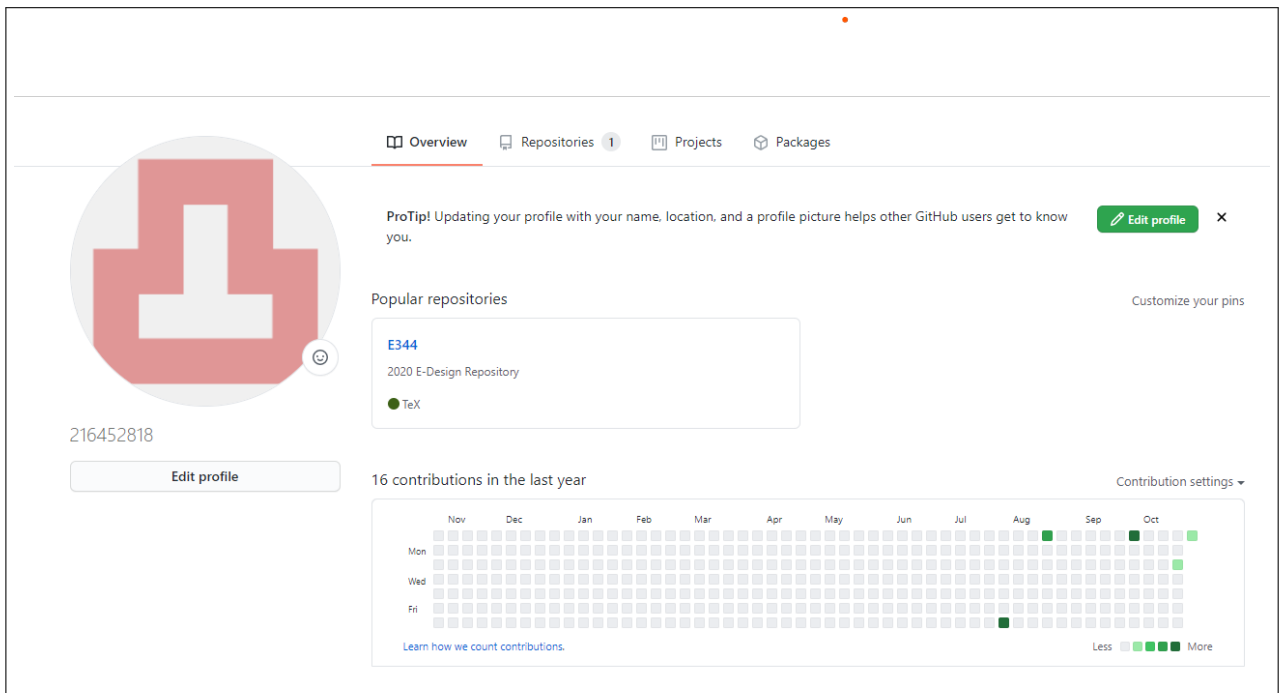 Overview Repositories 1 Projects Packages
ProTip! Updating your profile with your name, location, and a profile picture helps other GitHub users get to know
you.
Edit profile
Popular repositories
Customize your pins
E344
2020 E-Design Repository
TeX
216452818
Edit profile
16 contributions in the last year
Contribution settings
Nov Dec Jan Feb Mar Apr May Jun Jul Aug Sep Oct
Mon
Wed
Fri
Learn how we count contributions.
Less More